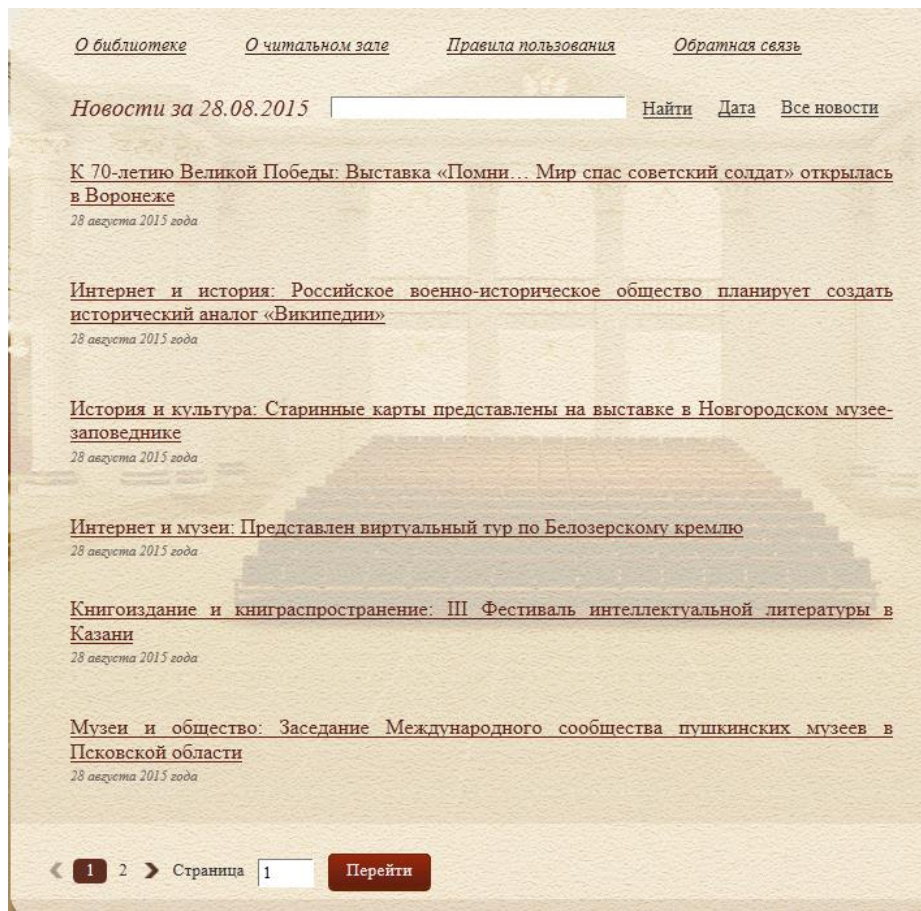 О библиотеке О читальном зале Правила пользования Обратная связь
Новости за 28.08.2015 Найти Дата Все новости
К 70-летию Великой Победы: Выставка «Помни… Мир спас советский солдат» открылась
в Воронеже
28 августа 2015 года
Интернет и история: Российское военно-историческое общество планирует создать
исторический аналог «Википедии»
28 августа 2015 года
История и культура: Старинные карты представлены на выставке в Новгородском музее-
заповеднике
28 августа 2015 года
Интернет и музеи: Представлен виртуальный тур по Белозерскому кремлю
28 августа 2015 года
Книгоиздание и книграспространение: III Фестиваль интеллектуальной литературы в
Казани
28 августа 2015 года
Музеи и общество: Заседание Международного сообщества пушкинских музеев в
Псковской области
28 августа 2015 года
1 2 Страница 1 Перейти